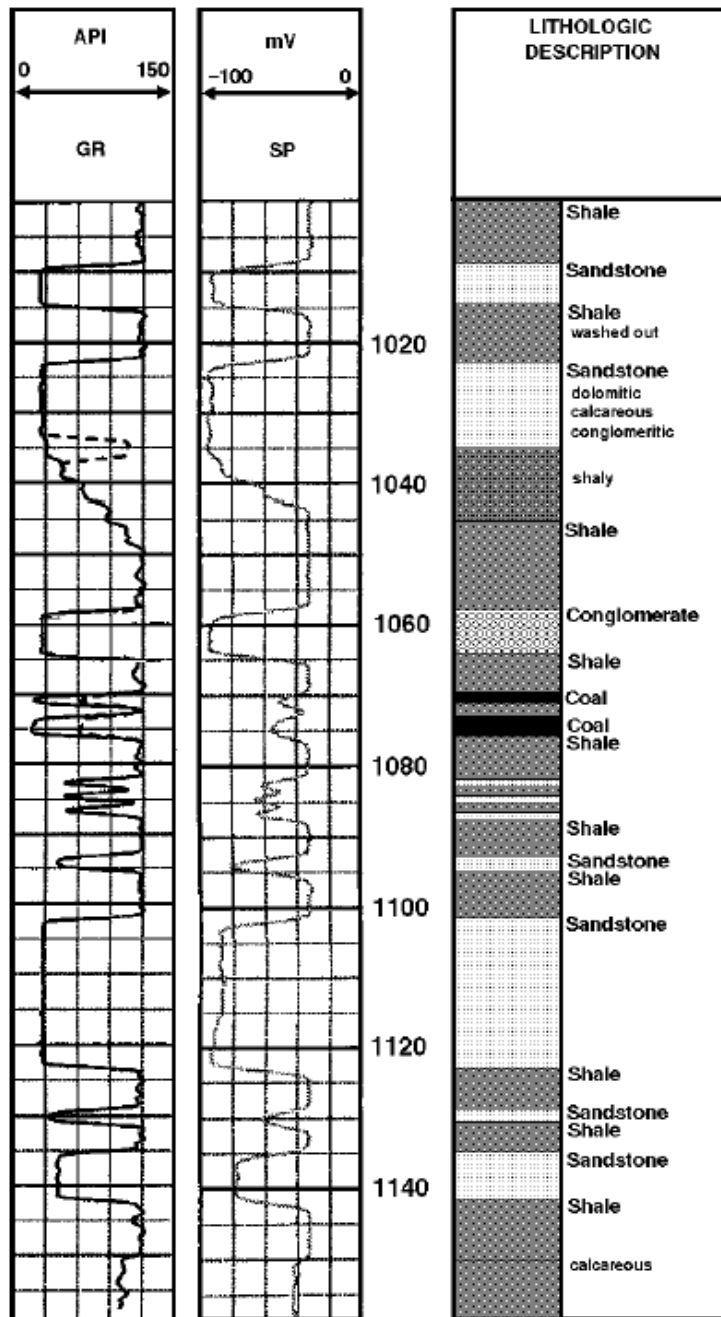 API
0 150
GR
mV
−100 0
SP
LITHOLOGIC
DESCRIPTION
Shale
Sandstone
Shale
washed out
1020
Sandstone
dolomitic
calcareous
conglomeritic
shaly
1040
Shale
Conglomerate
1060
Shale
Coal
Coal
Shale
1080
Shale
Sandstone
Shale
1100
Sandstone
1120
Shale
Sandstone
Shale
Sandstone
1140
Shale
calcareous